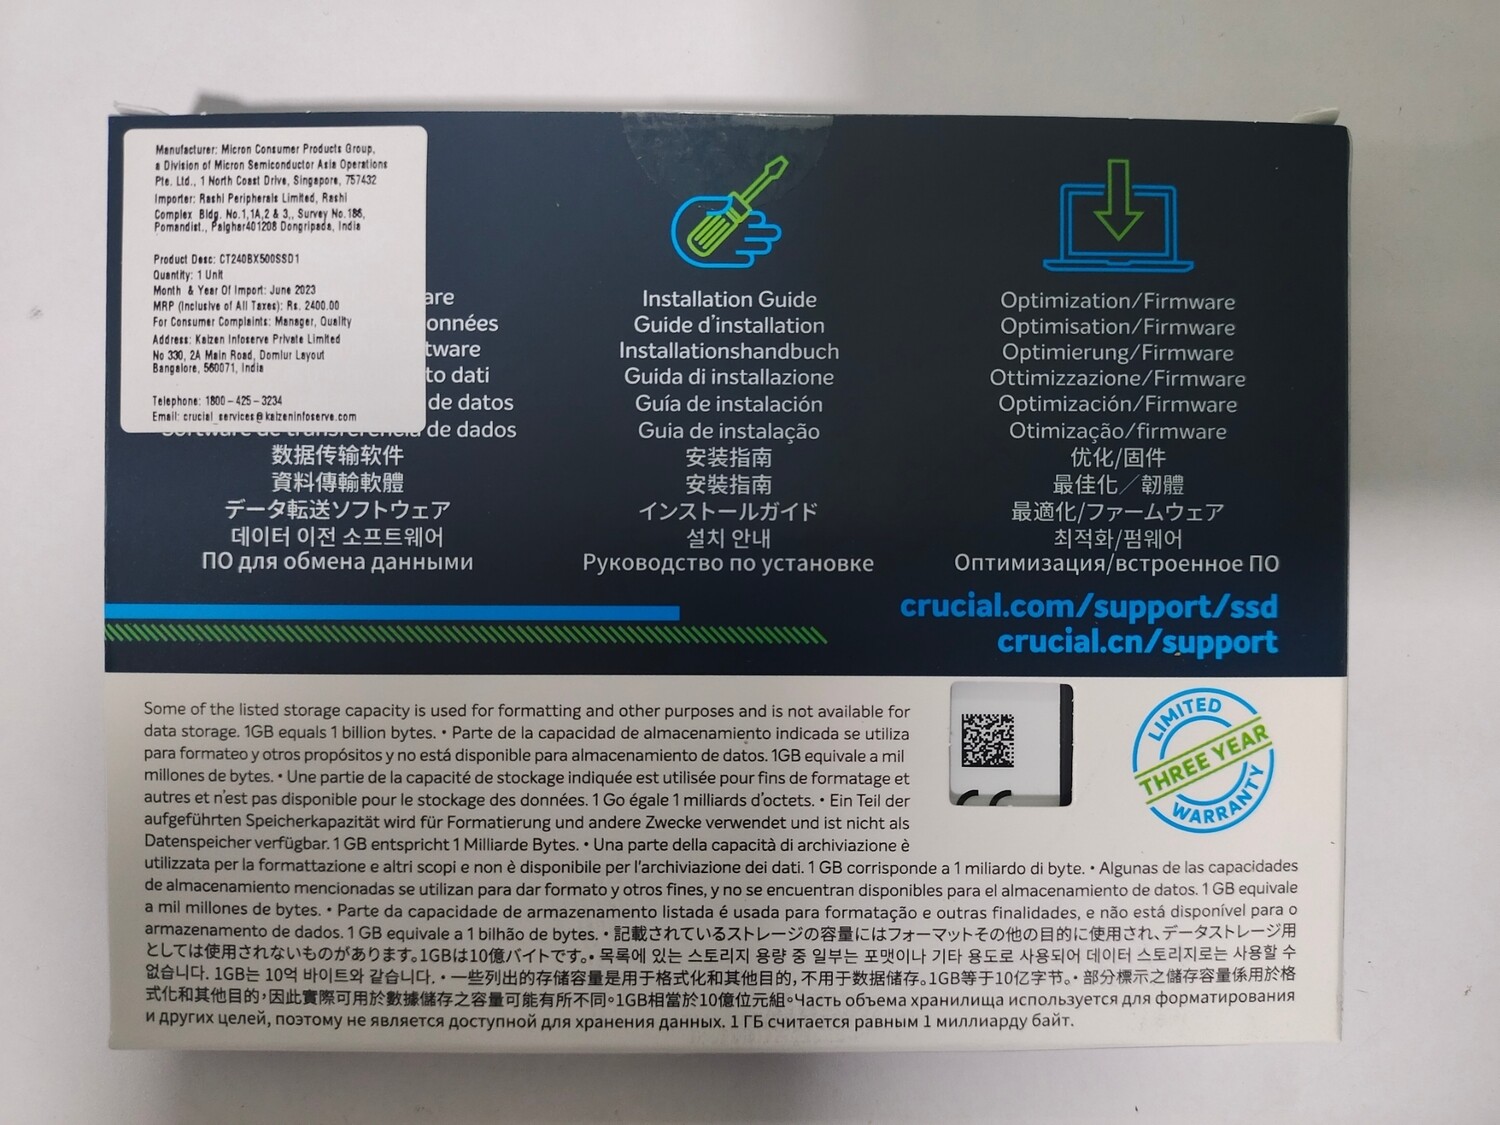 Manufacturer: Micron Consumer Products Group,
a Division of Micron Semiconductor Asia Operations
Pte. Ltd., 1 North Coast Drive, Singapore, 757432
Importer: Rashi Peripherals Limited, Rashi
Complex Bldg. No.1,1A,2 & 3,, Survey No.186,
Pomandist., Palghar401208 Dongripada, India
Product Desc: CT240BX500SSD1
Quantity: 1 Unit
Month & Year Of Import: June 2023
MRP (Inclusive of All Taxes): Rs. 2400.00
For Consumer Complaints: Manager, Quality
Address: Kaizen Infoserve Private Limited
No 330, 2A Main Road, Domlur Layout
Bangalore, 560071, India
Telephone: 1800-425-3234
Email: crucial_services@kaizeninfoserve.com
are
onnées
tware
to dati
de datos
Software de transferência de dados
数据传输软件
資料傳輸軟體
データ転送ソフトウェア
데이터 이전 소프트웨어
ПО для обмена данными
Installation Guide
Guide d'installation
Installationshandbuch
Guida di installazione
Guía de instalación
Guia de instalação
安装指南
安裝指南
インストールガイド
설치 안내
Руководство по установке
Optimization/Firmware
Optimisation/Firmware
Optimierung/Firmware
Ottimizzazione/Firmware
Optimización/Firmware
Otimização/firmware
优化/固件
最佳化／韌體
最適化/ファームウェア
최적화/펌웨어
Оптимизация/встроенное ПО
crucial.com/support/ssd
crucial.cn/support
Some of the listed storage capacity is used for formatting and other purposes and is not available for
data storage. 1GB equals 1 billion bytes. • Parte de la capacidad de almacenamiento indicada se utiliza
para formateo y otros propósitos y no está disponible para almacenamiento de datos. 1GB equivale a mil
millones de bytes. • Une partie de la capacité de stockage indiquée est utilisée pour fins de formatage et
autres et n'est pas disponible pour le stockage des données. 1 Go égale 1 milliards d'octets. • Ein Teil der
aufgeführten Speicherkapazität wird für Formatierung und andere Zwecke verwendet und ist nicht als
Datenspeicher verfügbar. 1 GB entspricht 1 Milliarde Bytes. • Una parte della capacità di archiviazione è
utilizzata per la formattazione e altri scopi e non è disponibile per l'archiviazione dei dati. 1 GB corrisponde a 1 miliardo di byte. • Algunas de las capacidades
de almacenamiento mencionadas se utilizan para dar formato y otros fines, y no se encuentran disponibles para el almacenamiento de datos. 1 GB equivale
a mil millones de bytes. • Parte da capacidade de armazenamento listada é usada para formatação e outras finalidades, e não está disponível para o
armazenamento de dados. 1 GB equivale a 1 bilhão de bytes. • 記載されているストレージの容量にはフォーマットその他の目的に使用され、データストレージ用
としては使用されないものがあります。1GBは10億バイトです。• 목록에 있는 스토리지 용량 중 일부는 포맷이나 기타 용도로 사용되어 데이터 스토리지로는 사용할 수
없습니다. 1GB는 10억 바이트와 같습니다. • 一些列出的存储容量是用于格式化和其他目的，不用于数据储存。1GB等于10亿字节。• 部分標示之儲存容量係用於格
式化和其他目的，因此實際可用於數據儲存之容量可能有所不同。1GB相當於10億位元組。Часть объема хранилища используется для форматирования
и других целей, поэтому не является доступной для хранения данных. 1 ГБ считается равным 1 миллиарду байт.
LIMITED
THREE YEAR
WARRANTY